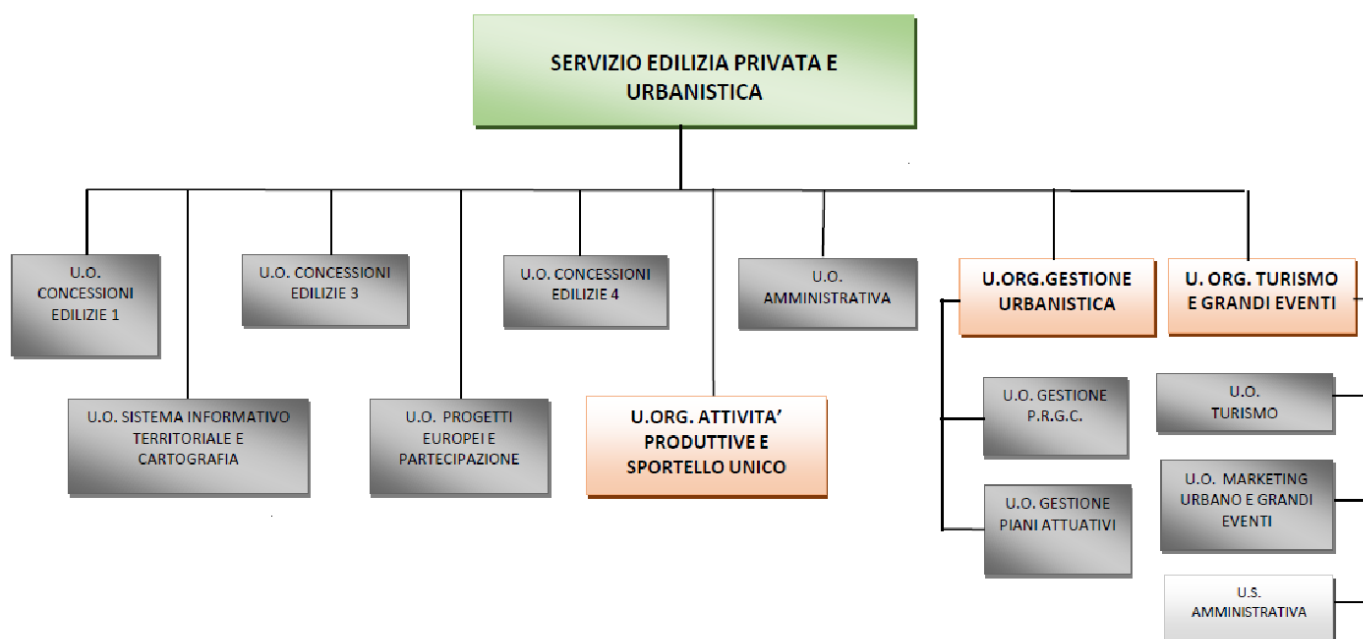 SERVIZIO EDILIZIA PRIVATA E
URBANISTICA
U.O.
CONCESSIONI
EDILIZIE 1
U.O. CONCESSIONI
EDILIZIE 3
U.O. CONCESSIONI
EDILIZIE 4
U.O.
AMMINISTRATIVA
U.ORG.GESTIONE
URBANISTICA
U. ORG. TURISMO
E GRANDI EVENTI
U.O. SISTEMA INFORMATIVO
TERRITORIALE E
CARTOGRAFIA
U.O. PROGETTI
EUROPEI E
PARTECIPAZIONE
U.ORG. ATTIVITA’
PRODUTTIVE E
SPORTELLO UNICO
U.O. GESTIONE
P.R.G.C.
U.O.
TURISMO
U.O. GESTIONE
PIANI ATTUATIVI
U.O. MARKETING
URBANO E GRANDI
EVENTI
U.S.
AMMINISTRATIVA